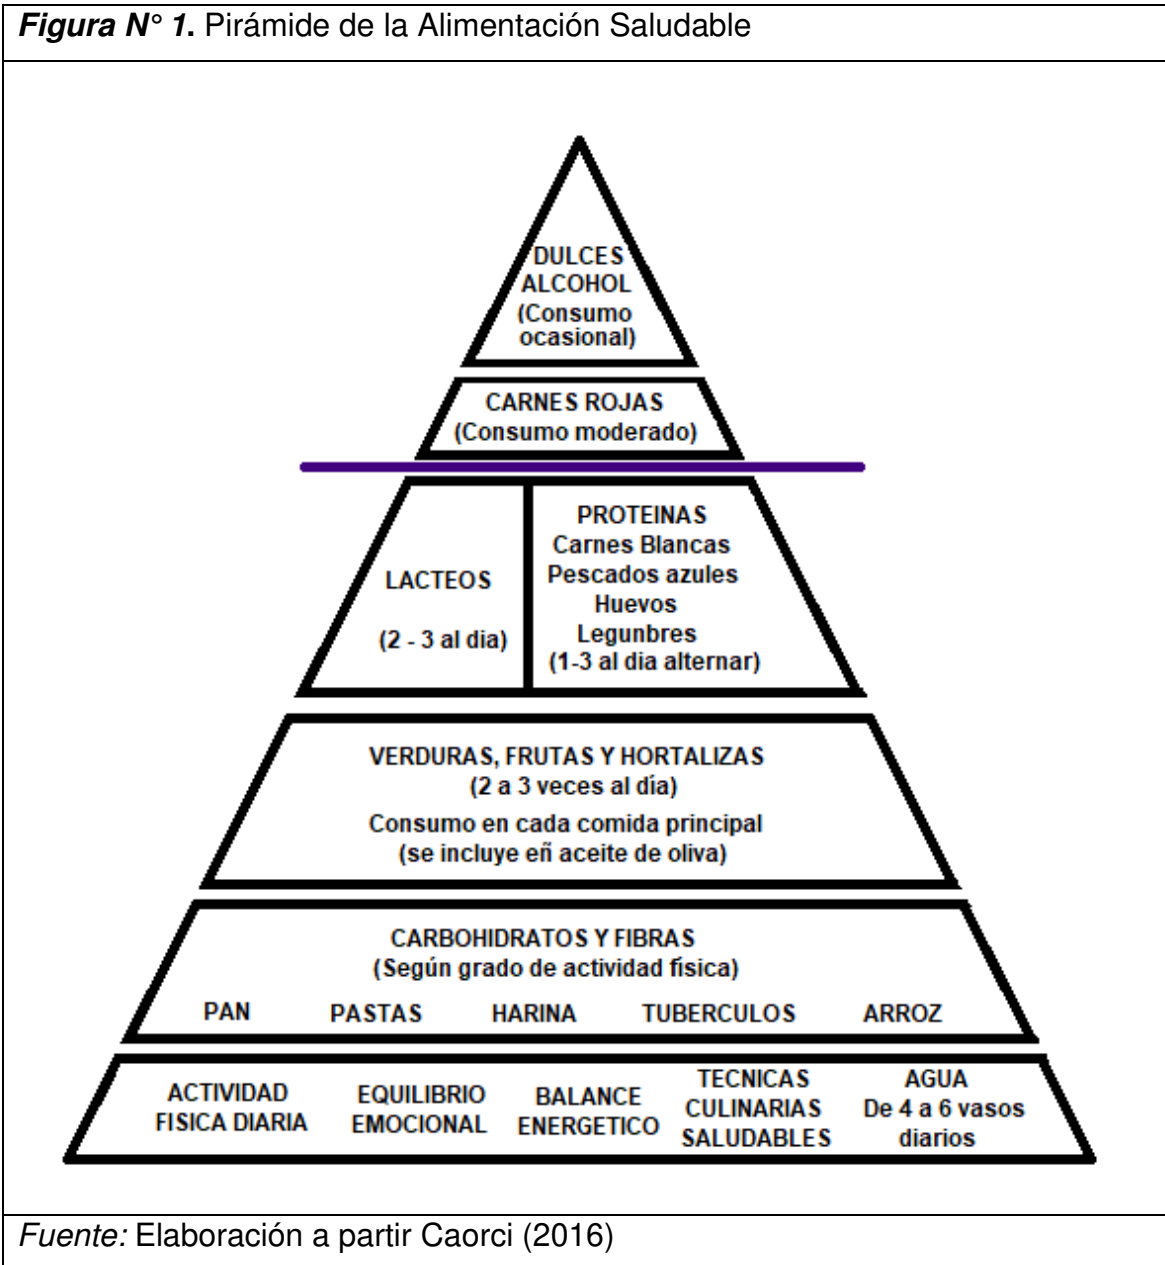 Figura N° 1. Pirámide de la Alimentación Saludable
DULCES
ALCOHOL
(Consumo
ocasional)
CARNES ROJAS
(Consumo moderado)
LACTEOS
(2 - 3 al dia)
PROTEINAS
Carnes Blancas
Pescados azules
Huevos
Legunbres
(1-3 al dia alternar)
VERDURAS, FRUTAS Y HORTALIZAS
(2 a 3 veces al día)
Consumo en cada comida principal
(se incluye eñ aceite de oliva)
CARBOHIDRATOS Y FIBRAS
(Según grado de actividad física)
PAN PASTAS HARINA TUBERCULOS ARROZ
ACTIVIDAD
FISICA DIARIA
EQUILIBRIO
EMOCIONAL
BALANCE
ENERGETICO
TECNICAS
CULINARIAS
SALUDABLES
AGUA
De 4 a 6 vasos
diarios
Fuente: Elaboración a partir Caorci (2016)